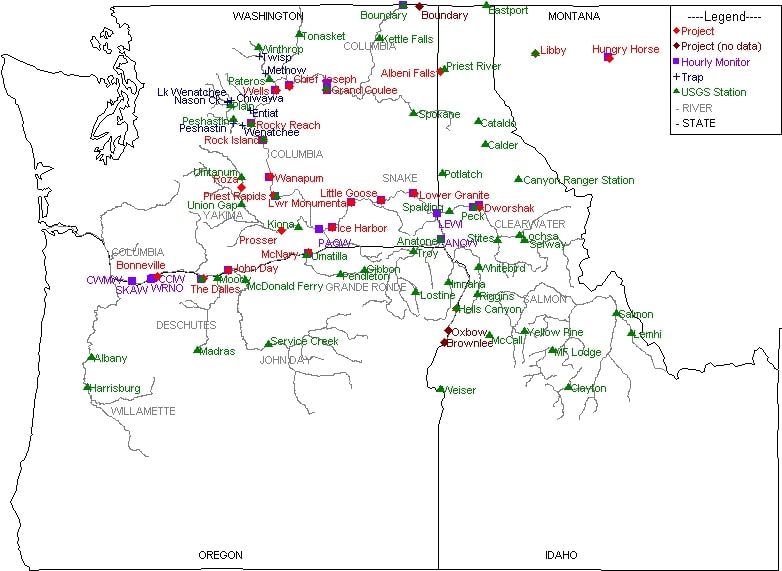 WASHINGTON
MONTANA
Boundary
Boundary
Eastport
----Legend----
Project
Project (no data)
Hourly Monitor
Trap
USGS Station
RIVER
STATE
Tonasket
Kettle Falls
COLUMBIA
Winthrop
Twisp
Libby
Hungry Horse
Methow
Albeni Falls
Priest River
Pateros
Chief Joseph
Wells
Grand Coulee
Lk Wenatchee
Nason Ck
Chiwawa
Plain
Entiat
Spokane
Peshastin
Peshastin
Rocky Reach
Cataldo
Wenatchee
Rock Island
Calder
COLUMBIA
Umtanum
Roza
Wanapum
SNAKE
Potlatch
Canyon Ranger Station
Priest Rapids
Little Goose
Lower Granite
Union Gap
Lwr Monumental
Spalding
Dworshak
YAKIMA
Peck
Kiona
Ice Harbor
LEWI
CLEARWATER
Prosser
PAQW
Anatone
ANQW
Stites
Lochsa
Selway
COLUMBIA
McNary
Umatilla
Troy
Bonneville
John Day
Gibbon
Whitebird
CWMW
CCIW
The Dalles
Moody
Pendleton
SKAW
WRNO
McDonald Ferry
GRANDE RONDE
Imnaha
Lostine
Riggins
SALMON
Hells Canyon
Salmon
DESCHUTES
Oxbow
Yellow Pine
Lemhi
Service Creek
Brownlee
McCall
Madras
MF Lodge
Albany
JOHN DAY
Harrisburg
Weiser
Clayton
WILLAMETTE
OREGON
IDAHO